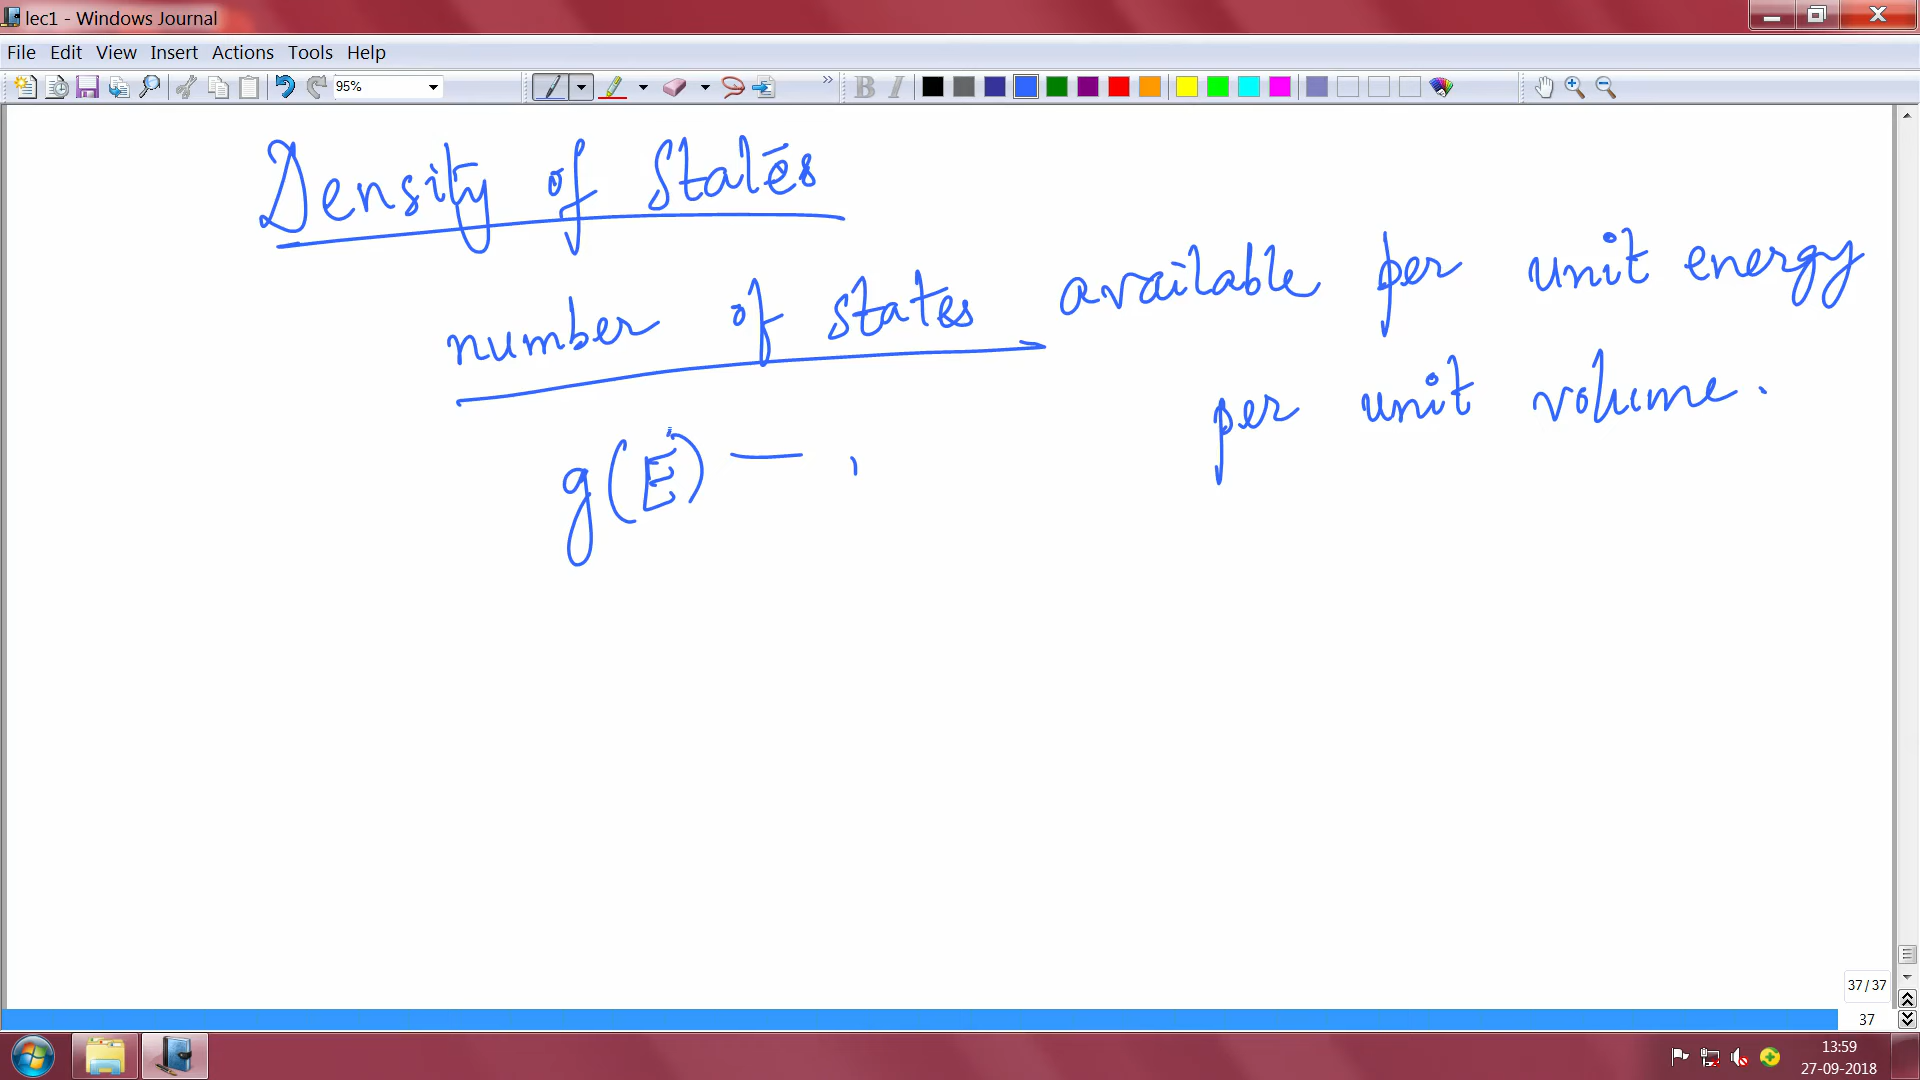 lec1 - Windows Journal
File Edit View Insert Actions Tools Help
95%
B I
Density of States
number of states available per unit energy
per unit volume.
g(E) —
37/37
37
13:59
27-09-2018